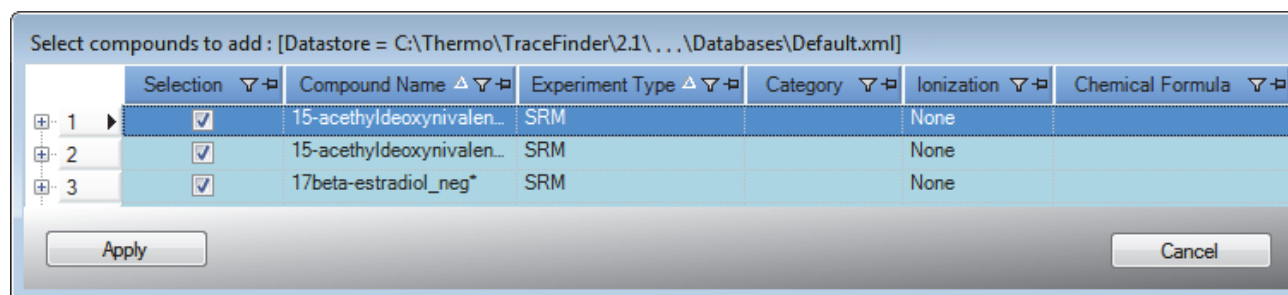 Select compounds to add : [Datastore = C:\Thermo\TraceFinder\2.1\ . . .\Databases\Default.xml]
Selection Compound Name Experiment Type Category Ionization Chemical Formula
1 15-acethyldeoxynivalen... SRM None
2 15-acethyldeoxynivalen... SRM None
3 17beta-estradiol_neg* SRM None
Apply Cancel